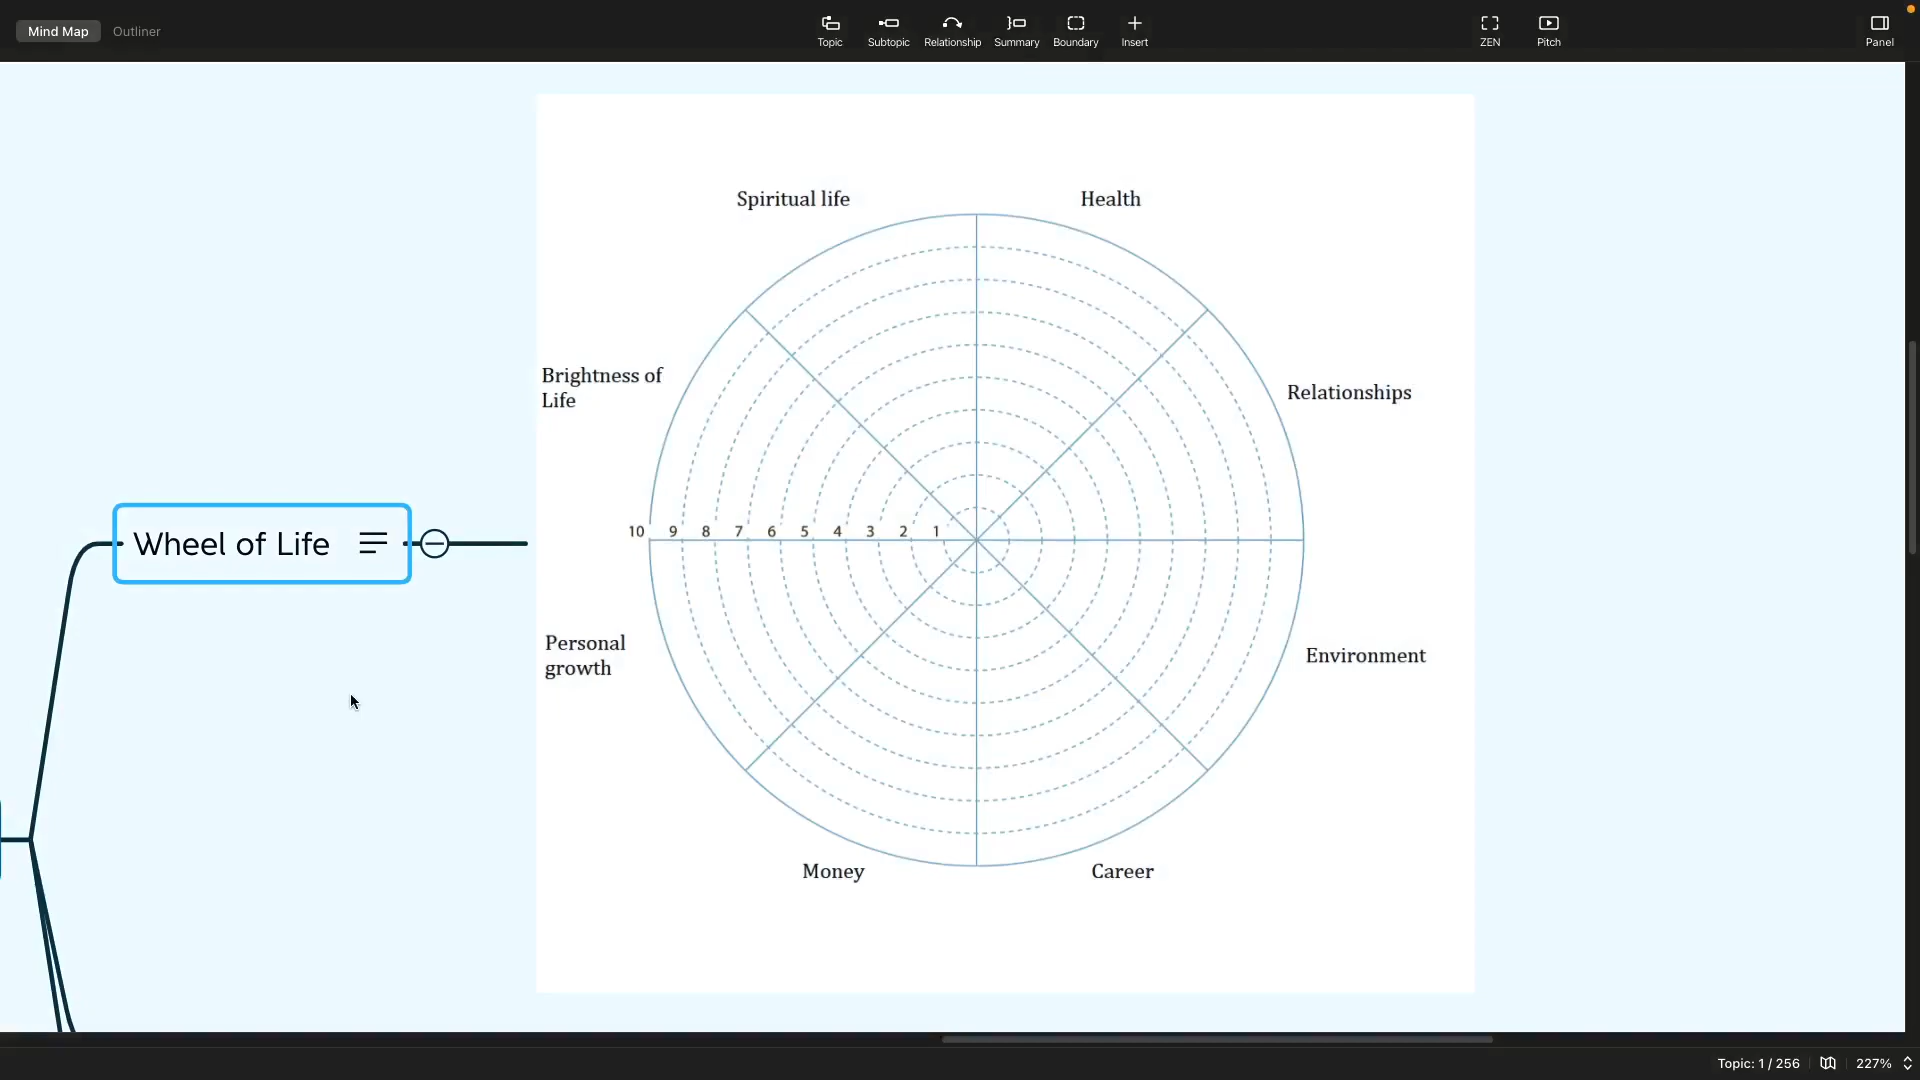 Mind Map Outliner
Topic Subtopic Relationship Summary Boundary Insert ZEN Pitch Panel
Spiritual life Health
Brightness of
Life
Relationships
10 9 8 7 6 5 4 3 2 1
Wheel of Life
Personal
growth
Environment
Money Career
Topic: 1 / 256 227%